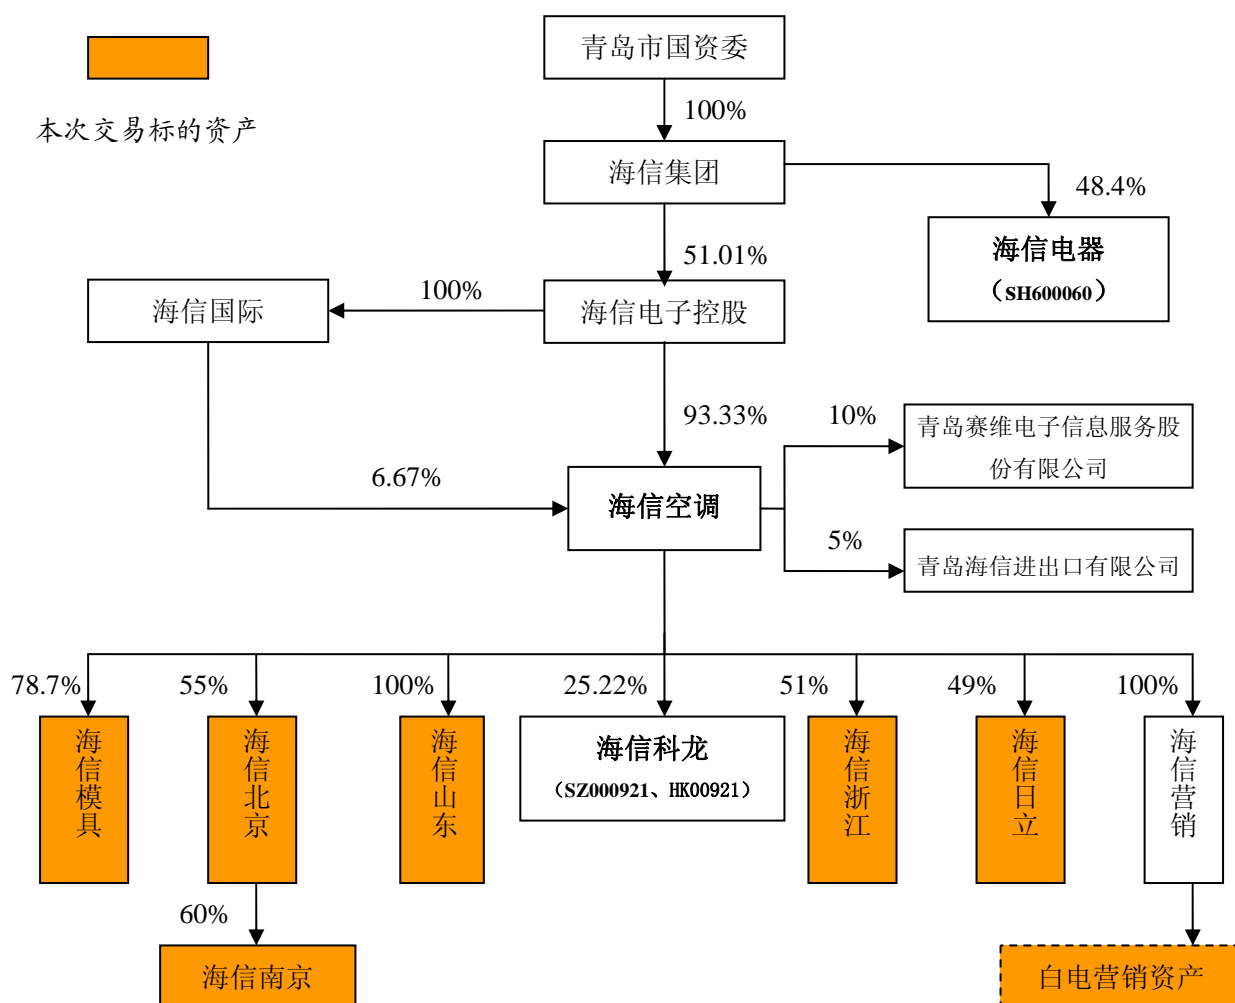 青岛市国资委
本次交易标的资产
100%
海信集团
48.4%
海信电器
（SH600060）
51.01%
海信国际
100%
海信电子控股
93.33%
6.67%
海信空调
10%
青岛赛维电子信息服务股
份有限公司
5%
青岛海信进出口有限公司
78.7%
55%
100%
25.22%
51%
49%
100%
海信模具
海信北京
海信山东
海信科龙
（SZ000921、HK00921）
海信浙江
海信日立
海信营销
60%
海信南京
白电营销资产